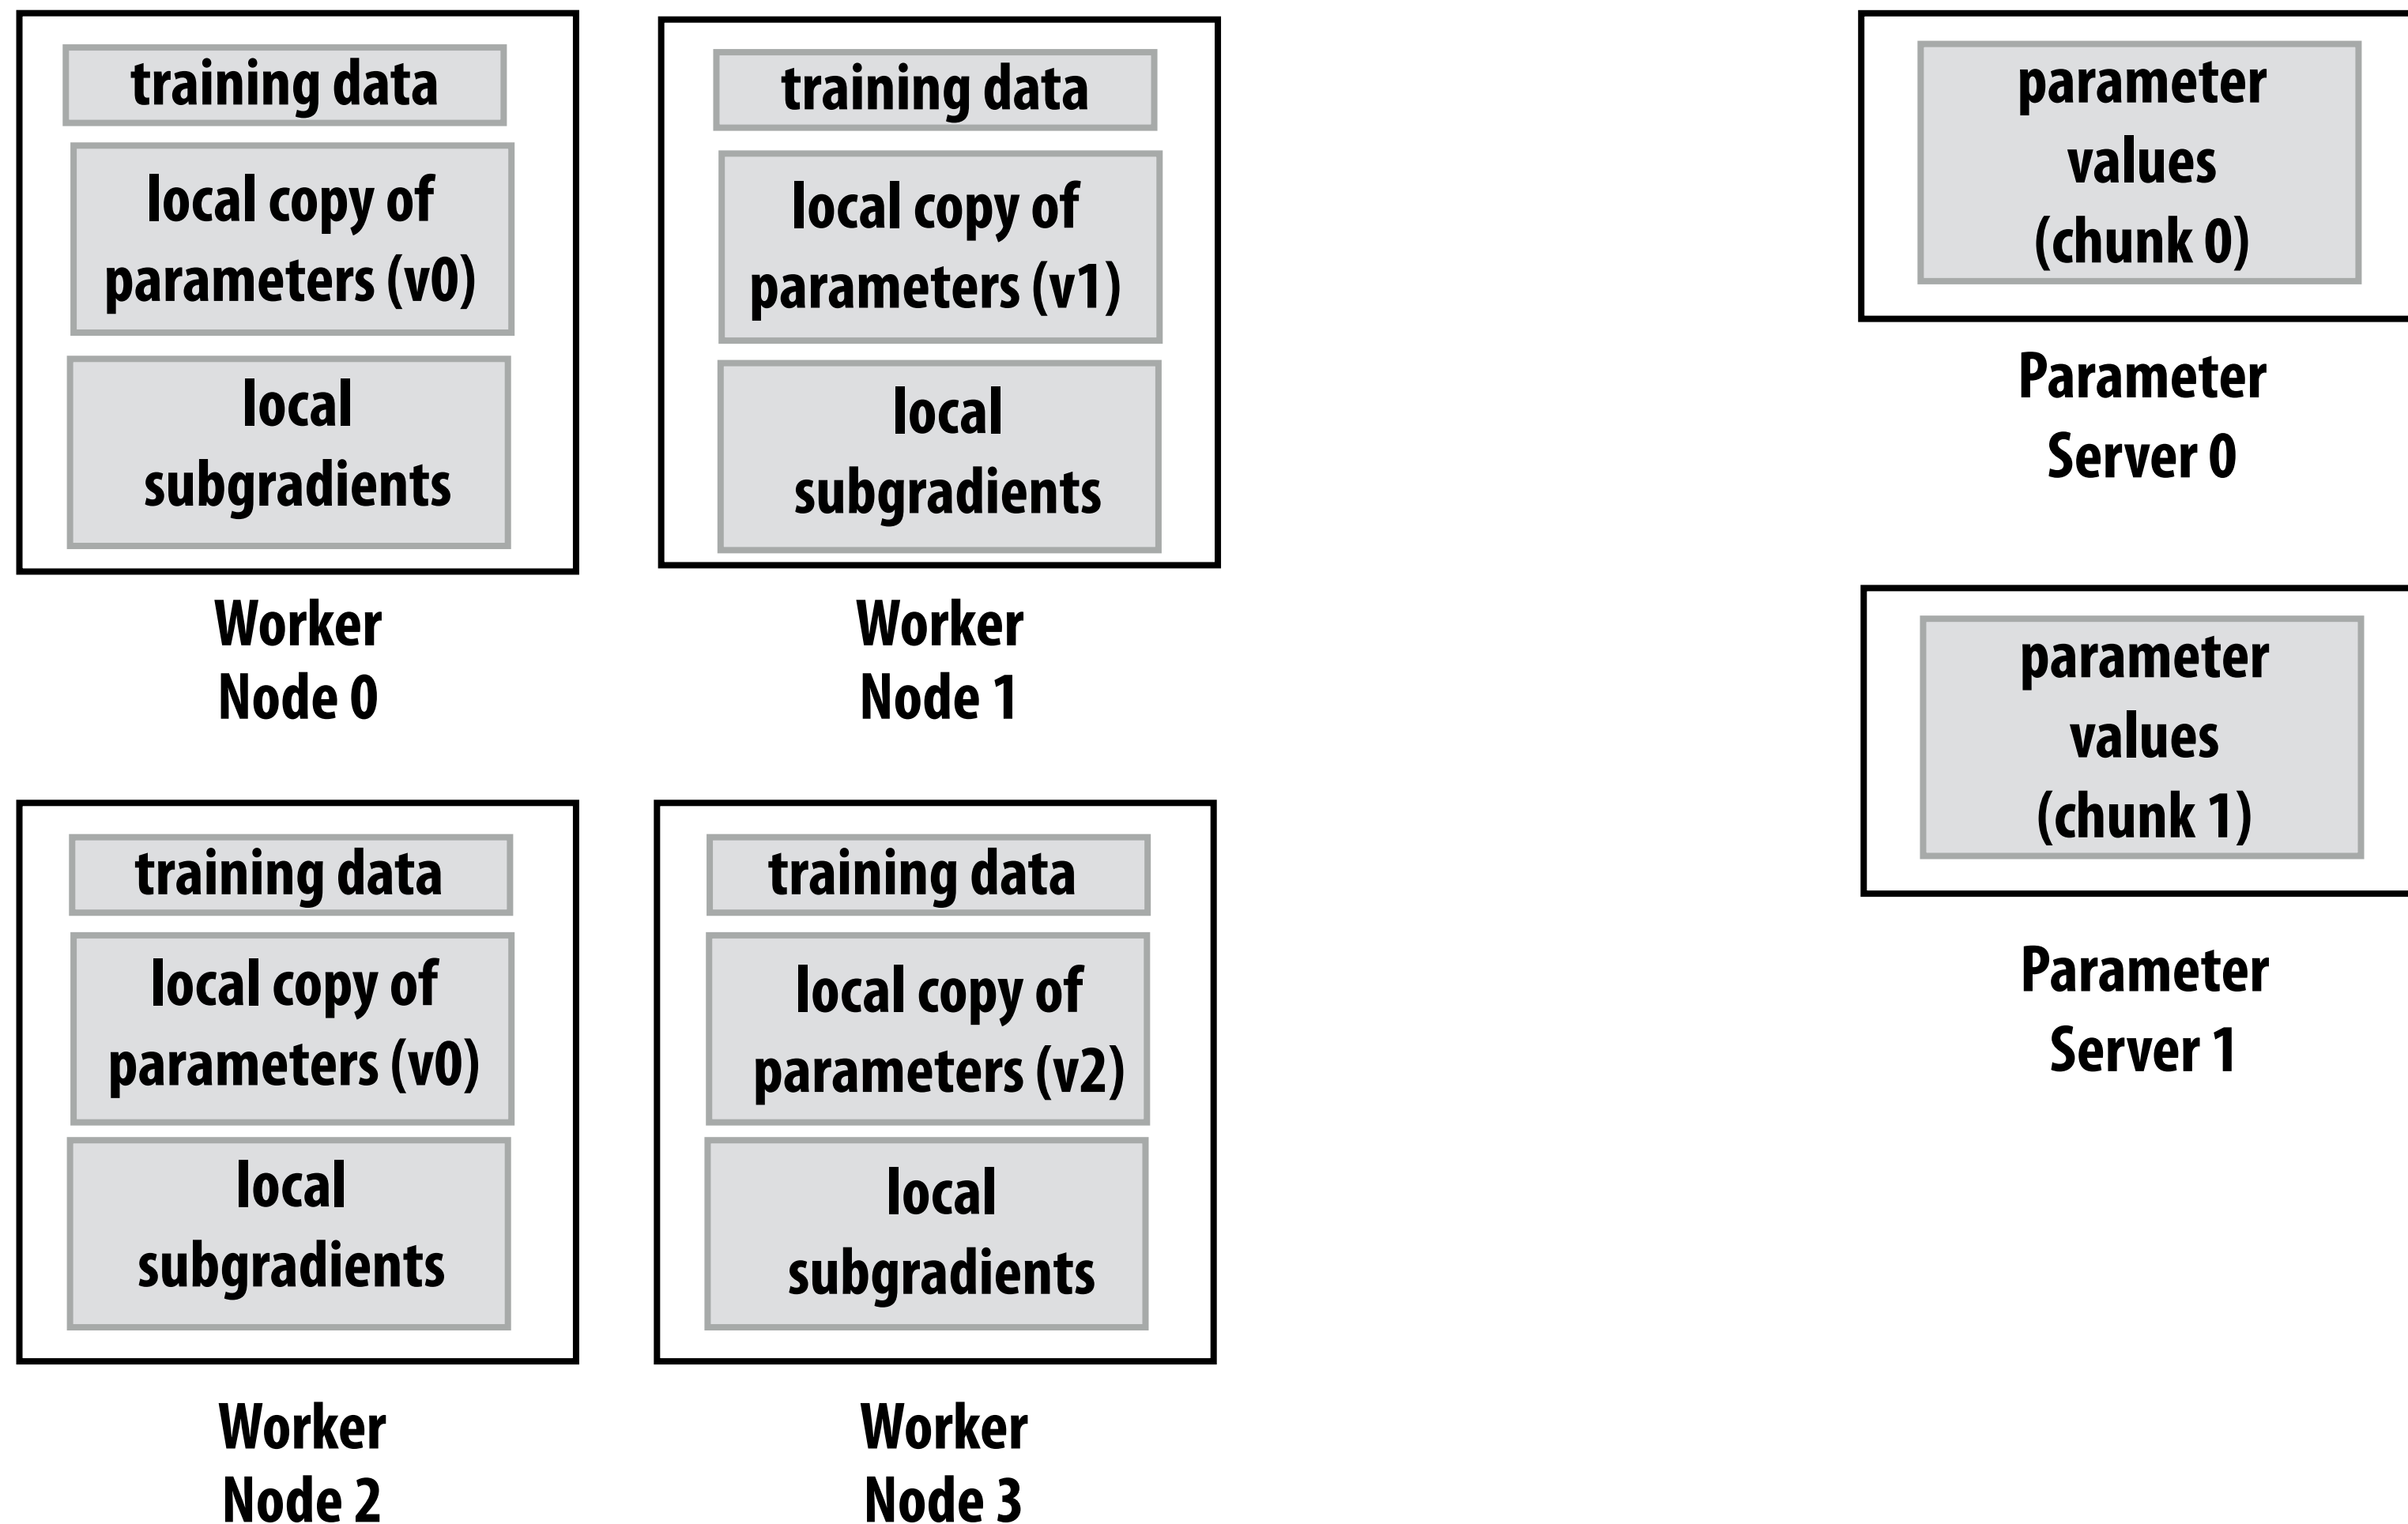 training data
local copy of
parameters (v0)
local
subgradients
Worker
Node 0
training data
local copy of
parameters (v1)
local
subgradients
Worker
Node 1
parameter
values
(chunk 0)
Parameter
Server 0
parameter
values
(chunk 1)
Parameter
Server 1
training data
local copy of
parameters (v0)
local
subgradients
Worker
Node 2
training data
local copy of
parameters (v2)
local
subgradients
Worker
Node 3